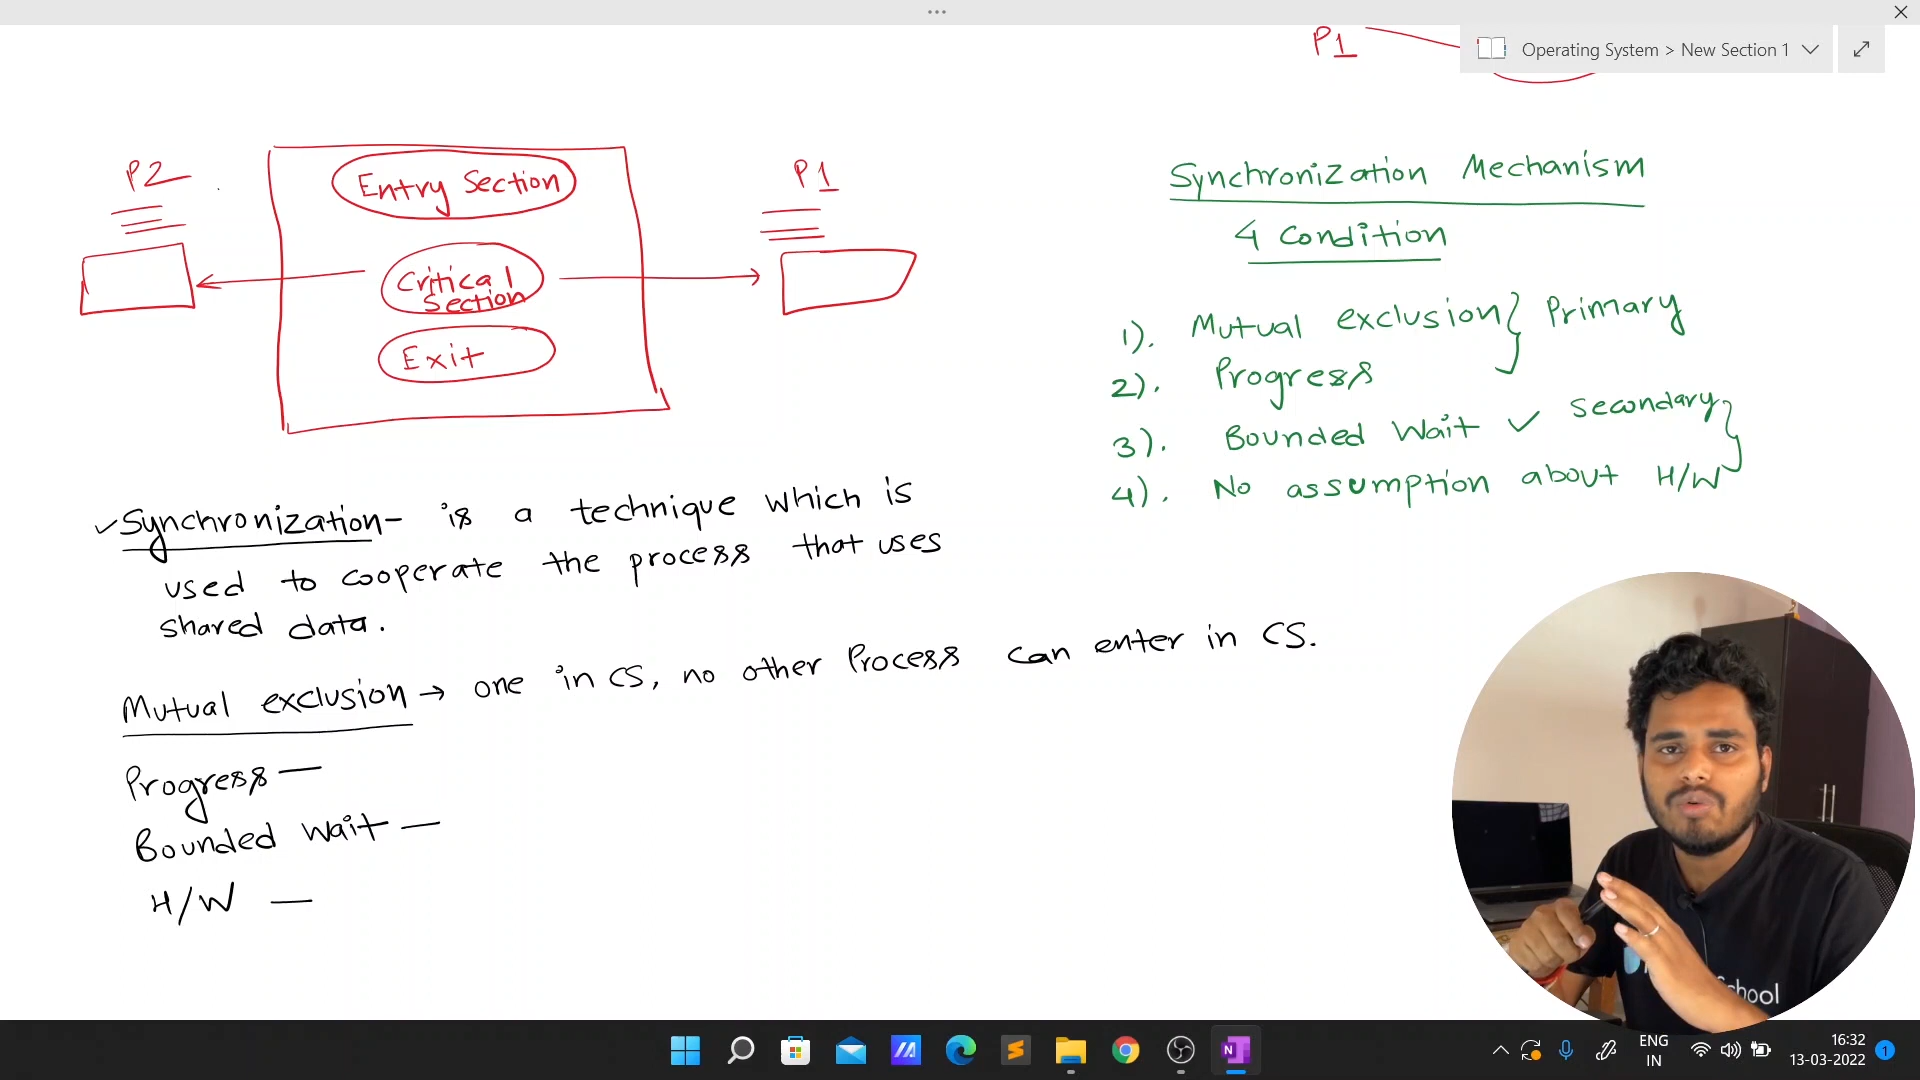 P1
Operating System > New Section 1
P2
Entry Section
P1
Critical
Section
Exit
Synchronization Mechanism
4 Condition
1). Mutual exclusion } Primary
2). Progress
3). Bounded Wait ✓ Secondary }
4). No assumption about H/W
✓ Synchronization - is a technique which is
used to cooperate the process that uses
shared data.
Mutual exclusion → one in CS, no other Process can enter in CS.
Progress —
Bounded Wait —
H/W —
hool
ENG
IN
16:32
13-03-2022
1